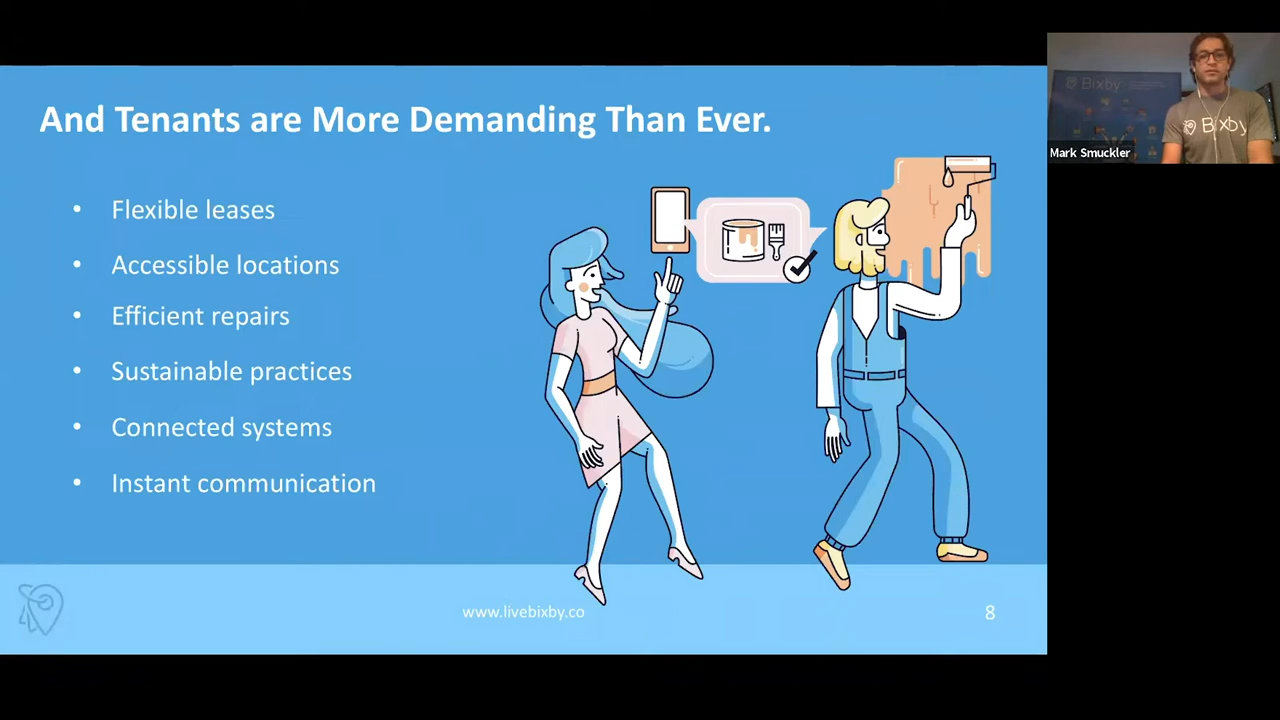 And Tenants are More Demanding Than Ever.
• Flexible leases
• Accessible locations
• Efficient repairs
• Sustainable practices
• Connected systems
• Instant communication
www.livebixby.co
8
Bixby
Bixby
Mark Smuckler